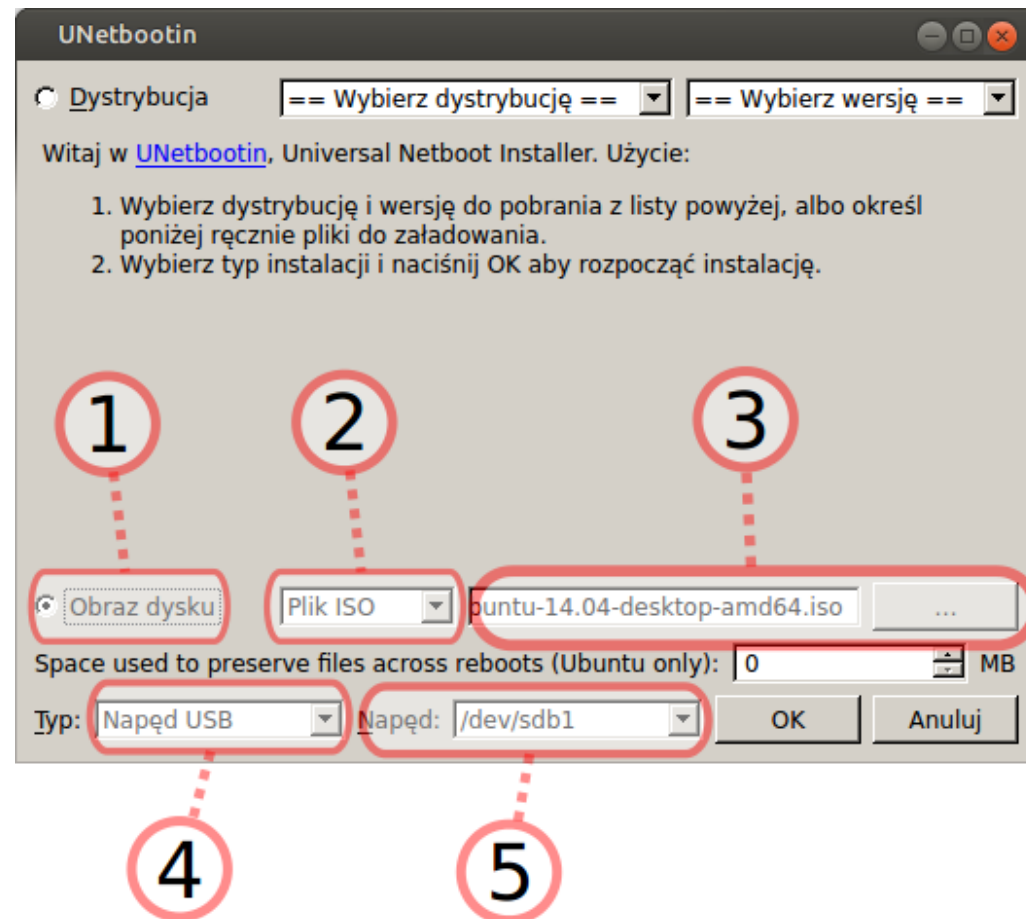 UNetbootin
Dystrybucja == Wybierz dystrybucję == == Wybierz wersję ==
Witaj w UNetbootin, Universal Netboot Installer. Użycie:
1. Wybierz dystrybucję i wersję do pobrania z listy powyżej, albo określ
poniżej ręcznie pliki do załadowania.
2. Wybierz typ instalacji i naciśnij OK aby rozpocząć instalację.
1 2 3
Obraz dysku Plik ISO buntu-14.04-desktop-amd64.iso ...
Space used to preserve files across reboots (Ubuntu only): 0 MB
Typ: Napęd USB Napęd: /dev/sdb1 OK Anuluj
4 5